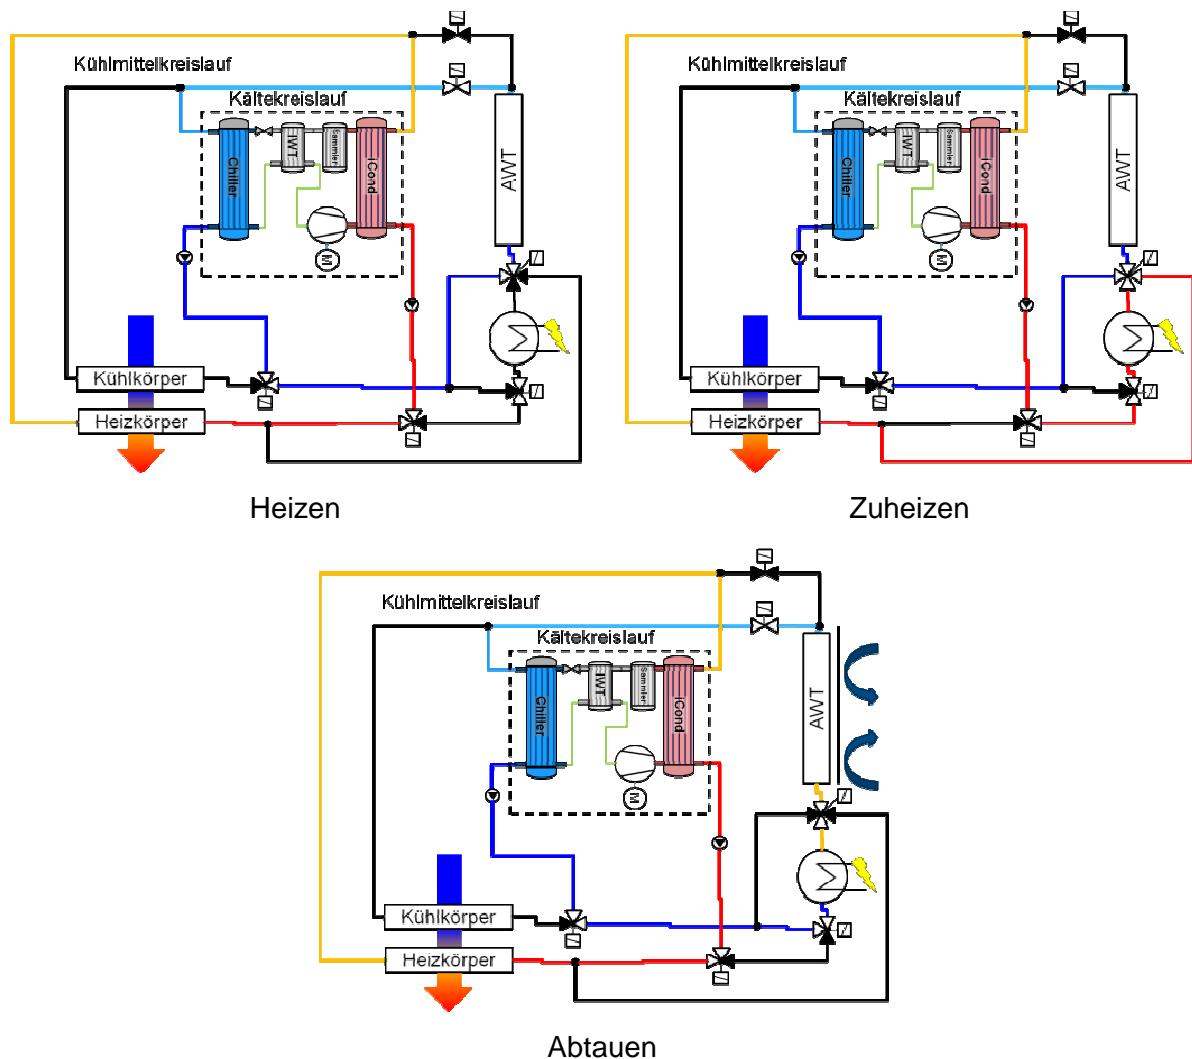 Kühlmittelkreislauf
Kältekreislauf
Chiller
IWT
Sammler
iCond
M
AWT
Kühlkörper
Heizkörper
Heizen
Kühlmittelkreislauf
Kältekreislauf
Chiller
IWT
Sammler
iCond
M
AWT
Kühlkörper
Heizkörper
Zuheizen
Kühlmittelkreislauf
Kältekreislauf
Chiller
IWT
Sammler
iCond
M
AWT
Kühlkörper
Heizkörper
Abtauen